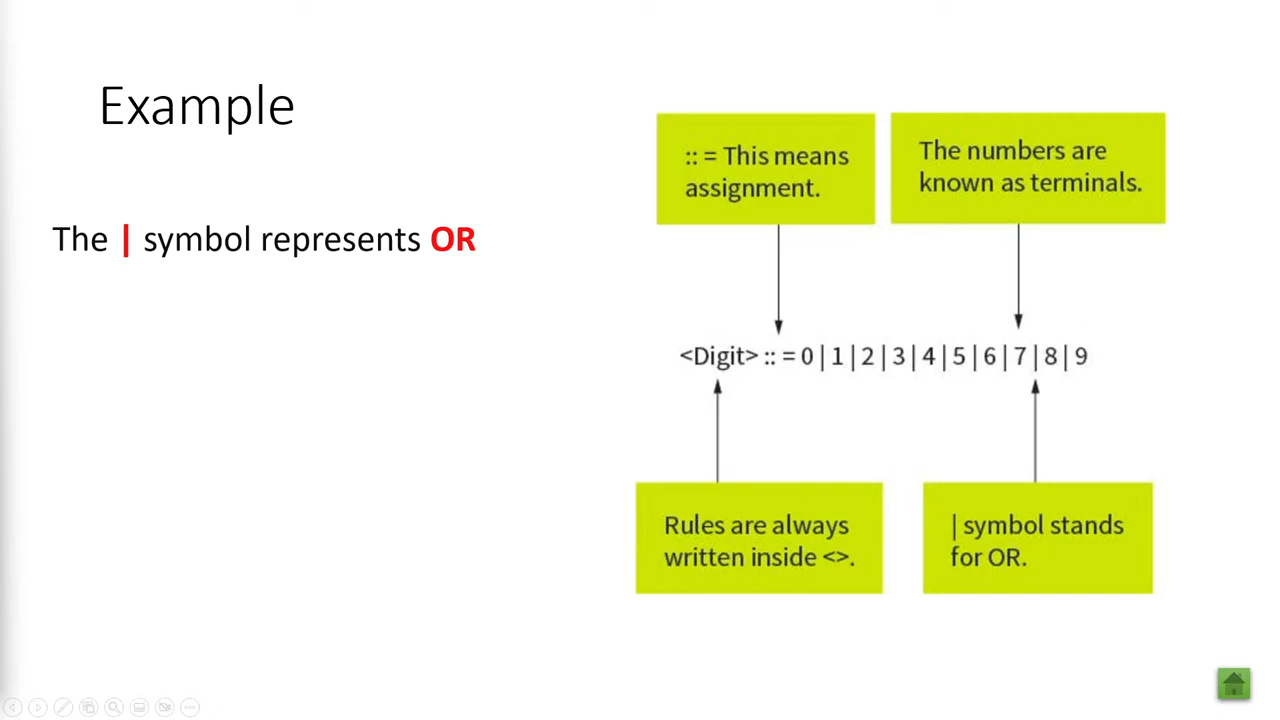 Example
The | symbol represents OR
:: = This means
assignment.
The numbers are
known as terminals.
<Digit> :: = 0 | 1 | 2 | 3 | 4 | 5 | 6 | 7 | 8 | 9
Rules are always
written inside <>.
| symbol stands
for OR.